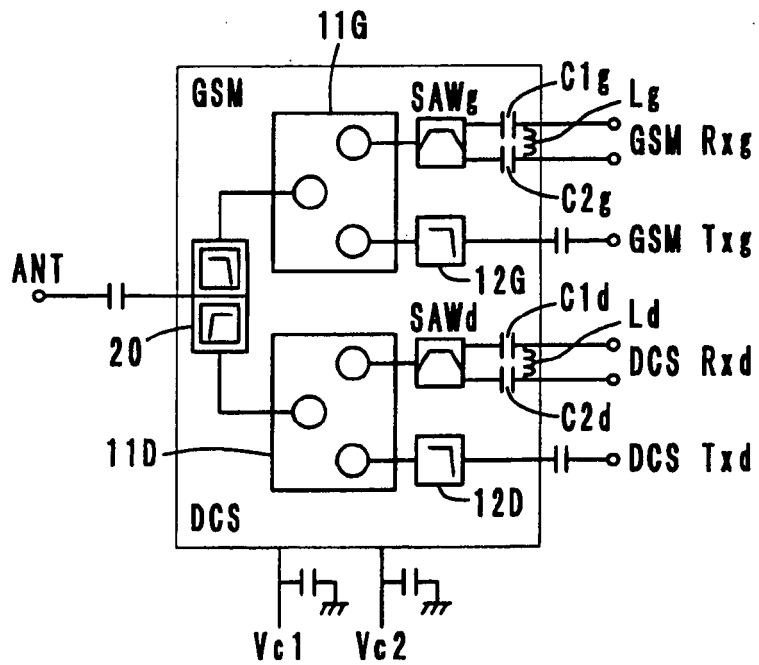 11G
GSM
SAWg
C1g
Lg
GSM Rxg
C2g
GSM Txg
12G
ANT
20
SAWd
C1d
Ld
DCS Rxd
C2d
11D
DCS Txd
12D
DCS
Vc1
Vc2